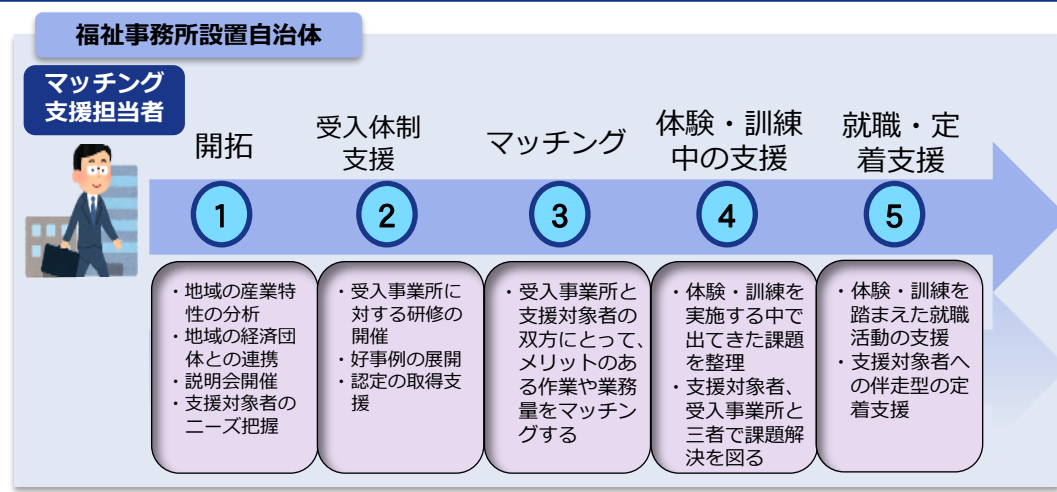 福祉事務所設置自治体
マッチング
支援担当者
開拓
受入体制
支援
マッチング
体験・訓練
中の支援
就職・定
着支援
1
2
3
4
5
・地域の産業特
性の分析
・地域の経済団
体との連携
・説明会開催
・支援対象者の
ニーズ把握
・受入事業所に
対する研修の
開催
・好事例の展開
・認定の取得支
援
・受入事業所と
支援対象者の
双方にとって、
メリットのあ
る作業や業務
量をマッチン
グする
・体験・訓練を
実施する中で
出てきた課題
を整理
・支援対象者、
受入事業所と
三者で課題解
決を図る
・体験・訓練を
踏まえた就職
活動の支援
・支援対象者へ
の伴走型の定
着支援